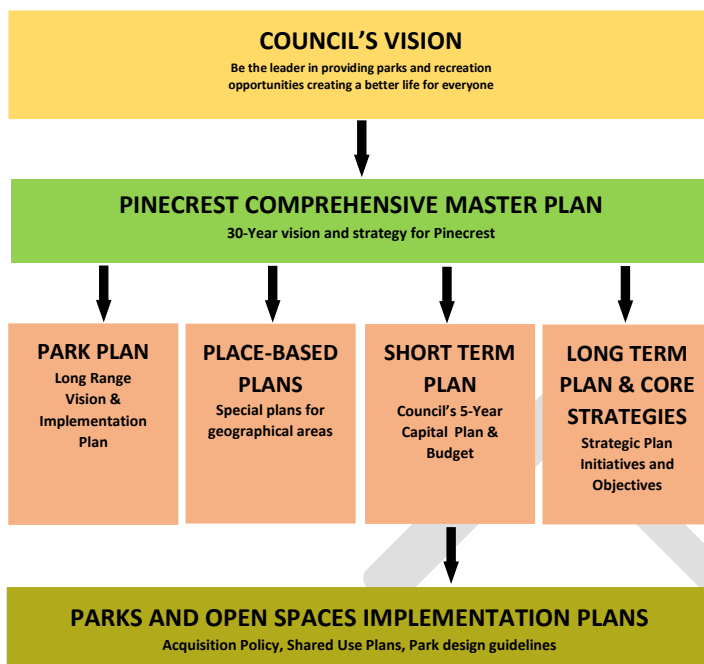 COUNCIL'S VISION
Be the leader in providing parks and recreation
opportunities creating a better life for everyone
PINECREST COMPREHENSIVE MASTER PLAN
30-Year vision and strategy for Pinecrest
PARK PLAN
Long Range
Vision &
Implementation
Plan
PLACE-BASED
PLANS
Special plans for
geographical areas
SHORT TERM
PLAN
Council's 5-Year
Capital Plan &
Budget
LONG TERM
PLAN & CORE
STRATEGIES
Strategic Plan
Initiatives and
Objectives
PARKS AND OPEN SPACES IMPLEMENTATION PLANS
Acquisition Policy, Shared Use Plans, Park design guidelines